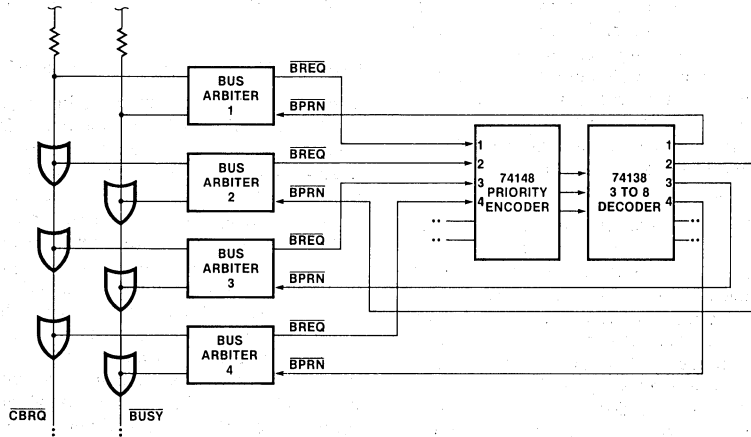 BUS
ARBITER
1
BREQ
BPRN
BUS
ARBITER
2
BREQ
BPRN
BUS
ARBITER
3
BREQ
BPRN
BUS
ARBITER
4
BREQ
BPRN
1
2
3
4
74148
PRIORITY
ENCODER
74138
3 TO 8
DECODER
1
2
3
4
CBRQ
BUSY